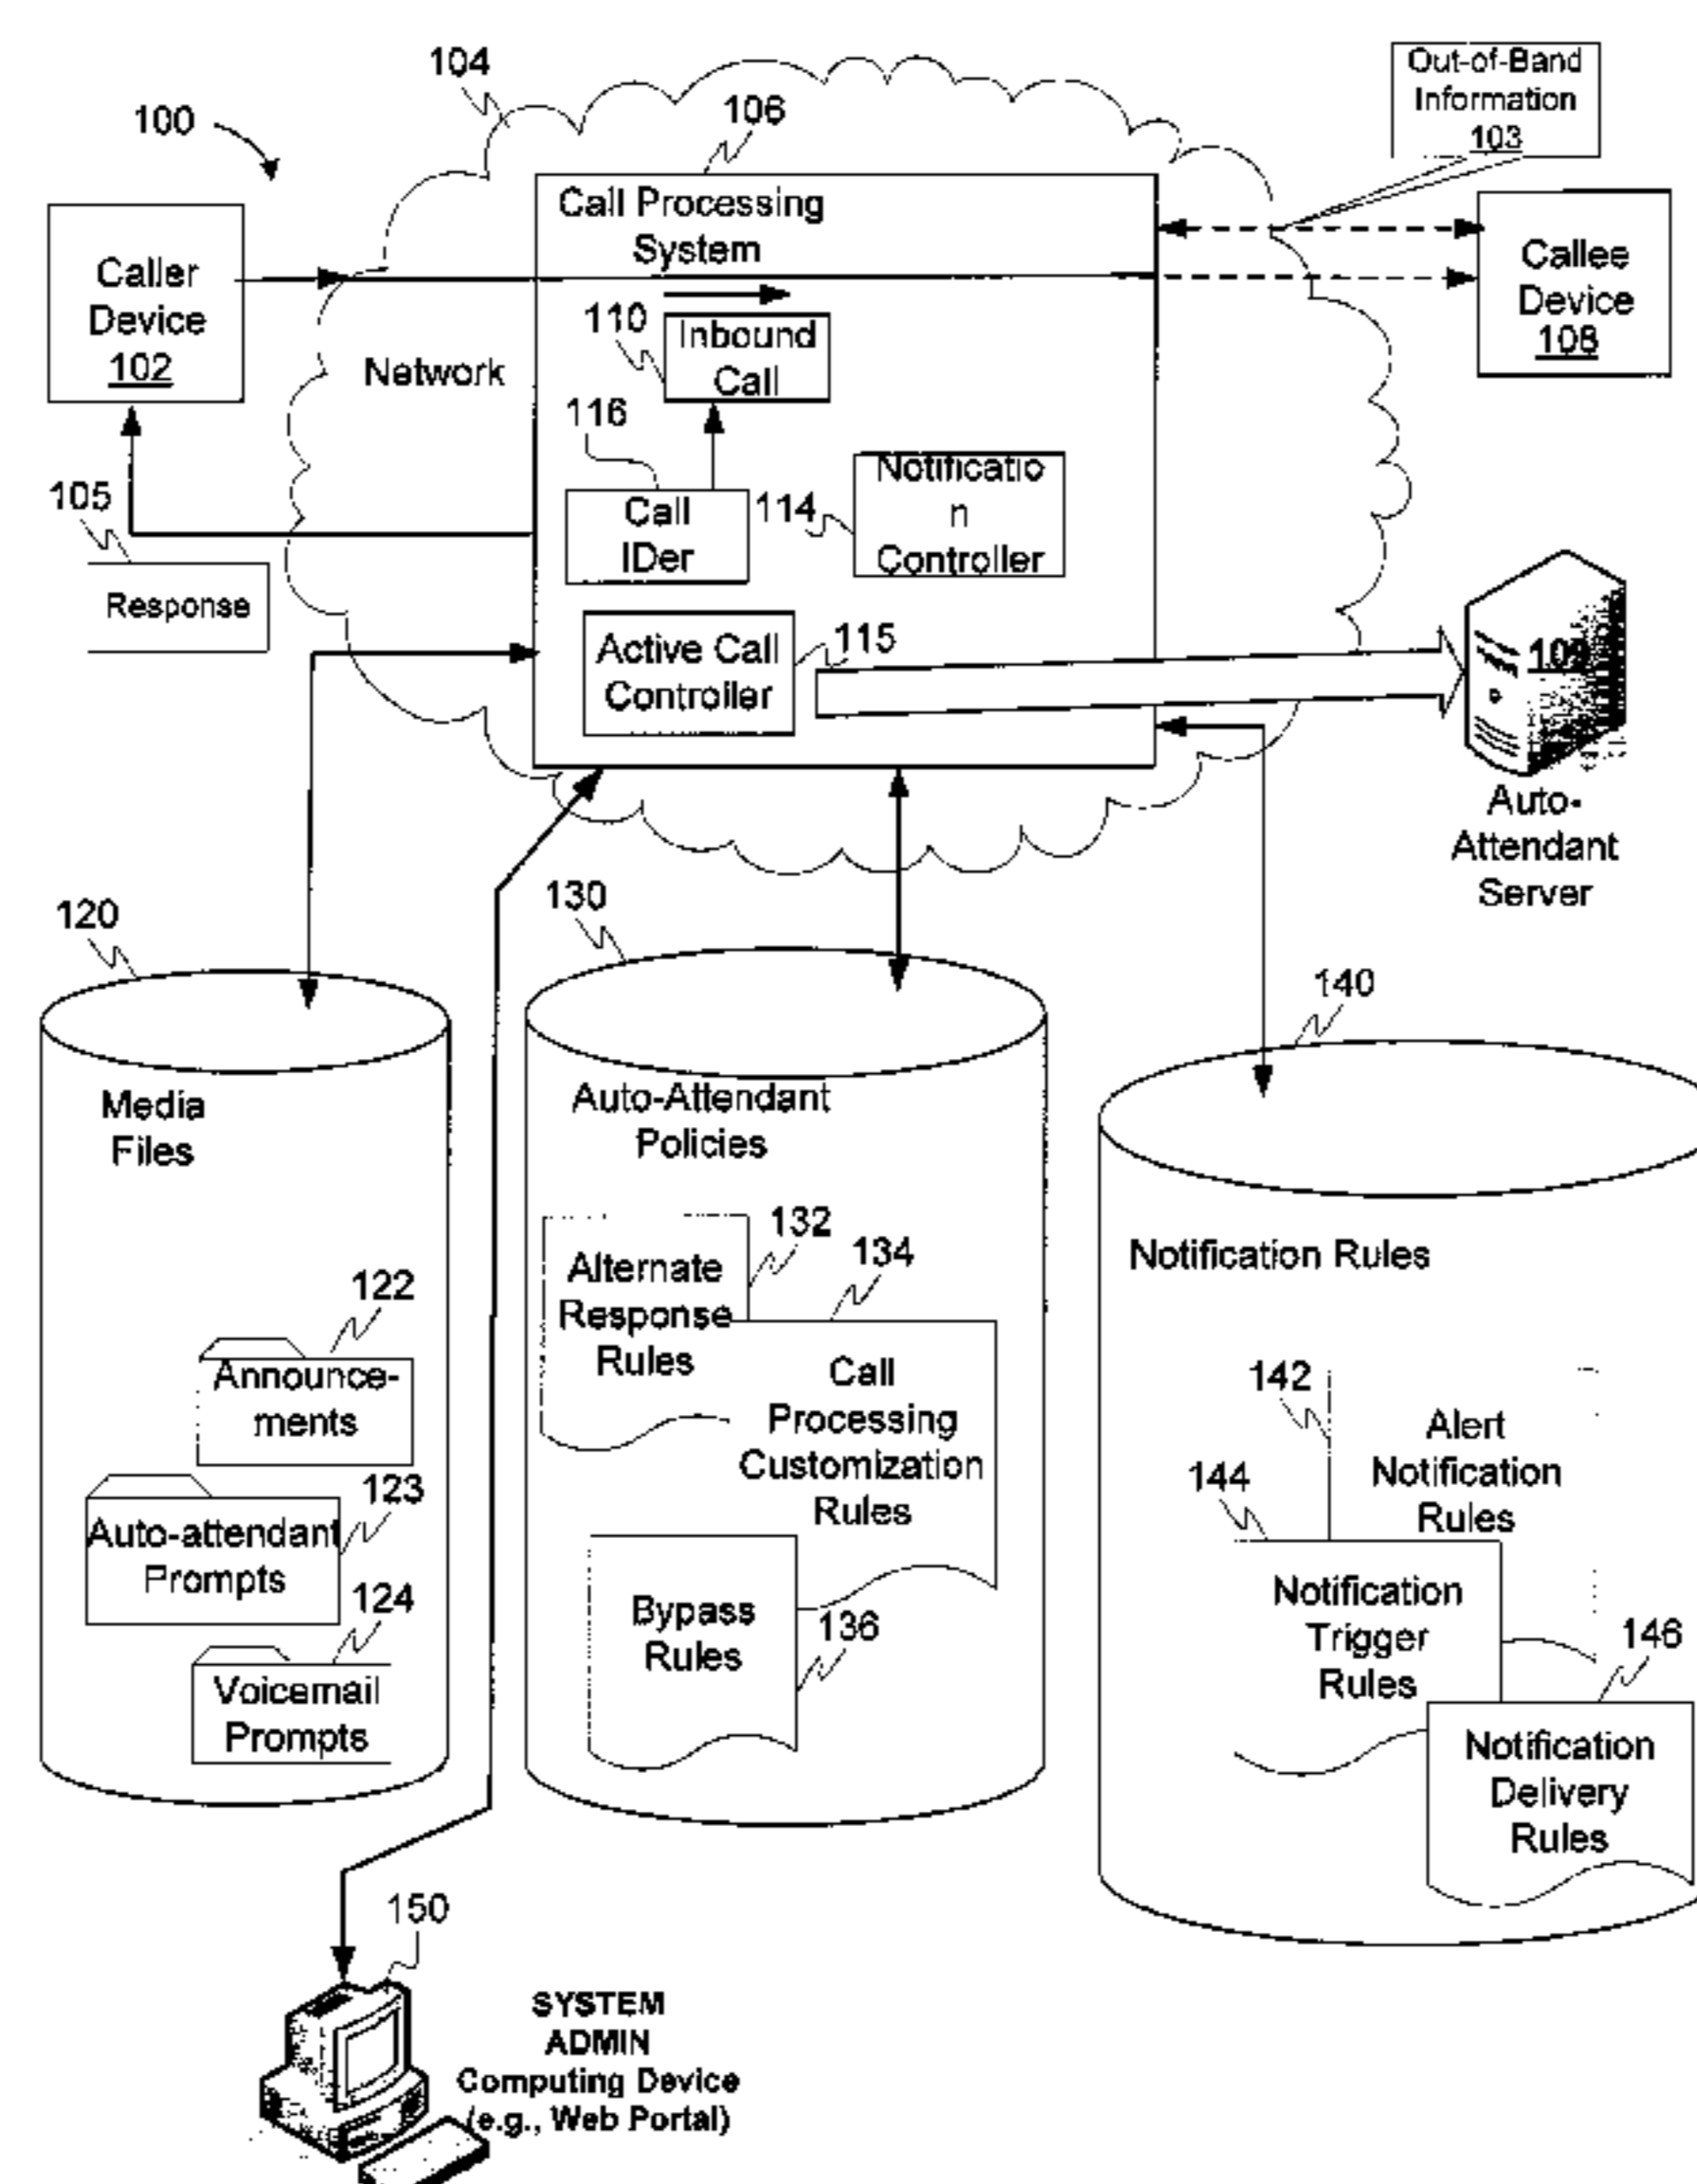 104
100
106
Out-of-Band
Information
103
Call Processing
System
Caller
Device
102
Callee
Device
108
110
Inbound
Call
Network
116
Call
IDer
114
Notificatio
n
Controller
105
Response
Active Call
Controller
115
109
Auto-
Attendant
Server
120
130
140
Media
Files
Auto-Attendant
Policies
Notification Rules
122
Announce-
ments
123
Auto-attendant
Prompts
124
Voicemail
Prompts
132
Alternate
Response
Rules
134
Call
Processing
Customization
Rules
Bypass
Rules
136
142
Alert
Notification
Rules
144
Notification
Trigger
Rules
146
Notification
Delivery
Rules
150
SYSTEM
ADMIN
Computing Device
(e.g., Web Portal)